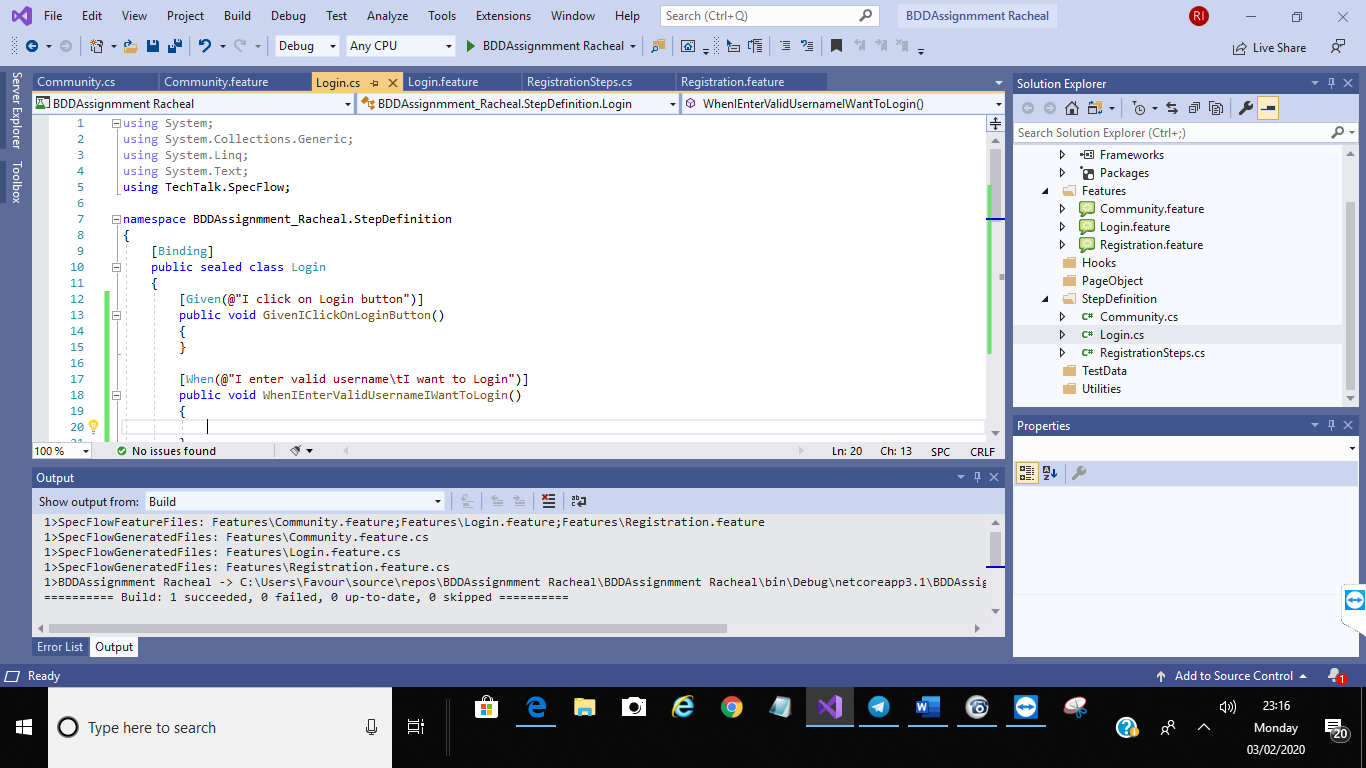 File Edit View Project Build Debug Test Analyze Tools Extensions Window Help Search (Ctrl+Q) BDDAssignmment Racheal RI
Debug Any CPU BDDAssignmment Racheal Live Share
Server Explorer
Toolbox
Community.cs Community.feature Login.cs Login.feature RegistrationSteps.cs Registration.feature
BDDAssignmment Racheal BDDAssignmment_Racheal.StepDefinition.Login WhenIEnterValidUsernameIWantToLogin()
1 using System;
2 using System.Collections.Generic;
3 using System.Linq;
4 using System.Text;
5 using TechTalk.SpecFlow;
6
7 namespace BDDAssignmment_Racheal.StepDefinition
8 {
9 [Binding]
10 public sealed class Login
11 {
12 [Given(@"I click on Login button")]
13 public void GivenIClickOnLoginButton()
14 {
15 }
16
17 [When(@"I enter valid username\tI want to Login")]
18 public void WhenIEnterValidUsernameIWantToLogin()
19 {
20
21 }
100 % No issues found Ln: 20 Ch: 13 SPC CRLF
Output
Show output from: Build
1>SpecFlowFeatureFiles: Features\Community.feature;Features\Login.feature;Features\Registration.feature
1>SpecFlowGeneratedFiles: Features\Community.feature.cs
1>SpecFlowGeneratedFiles: Features\Login.feature.cs
1>SpecFlowGeneratedFiles: Features\Registration.feature.cs
1>BDDAssignmment Racheal -> C:\Users\Favour\source\repos\BDDAssignmment Racheal\BDDAssignmment Racheal\bin\Debug\netcoreapp3.1\BDDAssig
========== Build: 1 succeeded, 0 failed, 0 up-to-date, 0 skipped ==========
Error List Output
Solution Explorer
Search Solution Explorer (Ctrl+;)
Frameworks
Packages
Features
Community.feature
Login.feature
Registration.feature
Hooks
PageObject
StepDefinition
C# Community.cs
C# Login.cs
C# RegistrationSteps.cs
TestData
Utilities
Properties
Ready Add to Source Control 1
Type here to search
23:16
Monday
03/02/2020
20